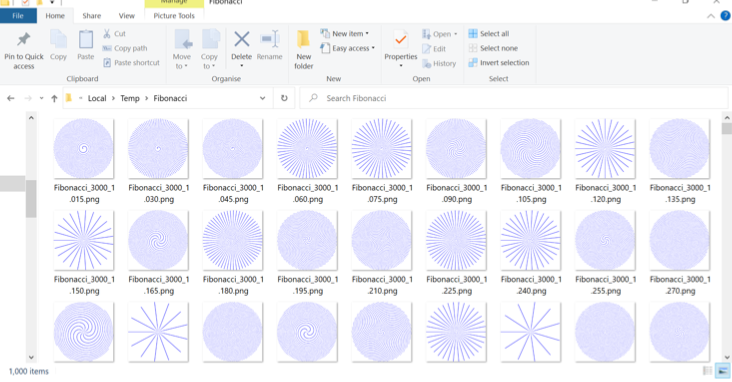 Manage
Fibonacci
File
Home
Share
View
Picture Tools
Pin to Quick
access
Copy
Paste
Cut
Copy path
Paste shortcut
Clipboard
Move
to
Copy
to
Delete
Rename
Organise
New
folder
New item
Easy access
New
Properties
Open
Edit
History
Open
Select all
Select none
Invert selection
Select
Local
Temp
Fibonacci
Search Fibonacci
Fibonacci_3000_1
.015.png
Fibonacci_3000_1
.030.png
Fibonacci_3000_1
.045.png
Fibonacci_3000_1
.060.png
Fibonacci_3000_1
.075.png
Fibonacci_3000_1
.090.png
Fibonacci_3000_1
.105.png
Fibonacci_3000_1
.120.png
Fibonacci_3000_1
.135.png
Fibonacci_3000_1
.150.png
Fibonacci_3000_1
.165.png
Fibonacci_3000_1
.180.png
Fibonacci_3000_1
.195.png
Fibonacci_3000_1
.210.png
Fibonacci_3000_1
.225.png
Fibonacci_3000_1
.240.png
Fibonacci_3000_1
.255.png
Fibonacci_3000_1
.270.png
1,000 items